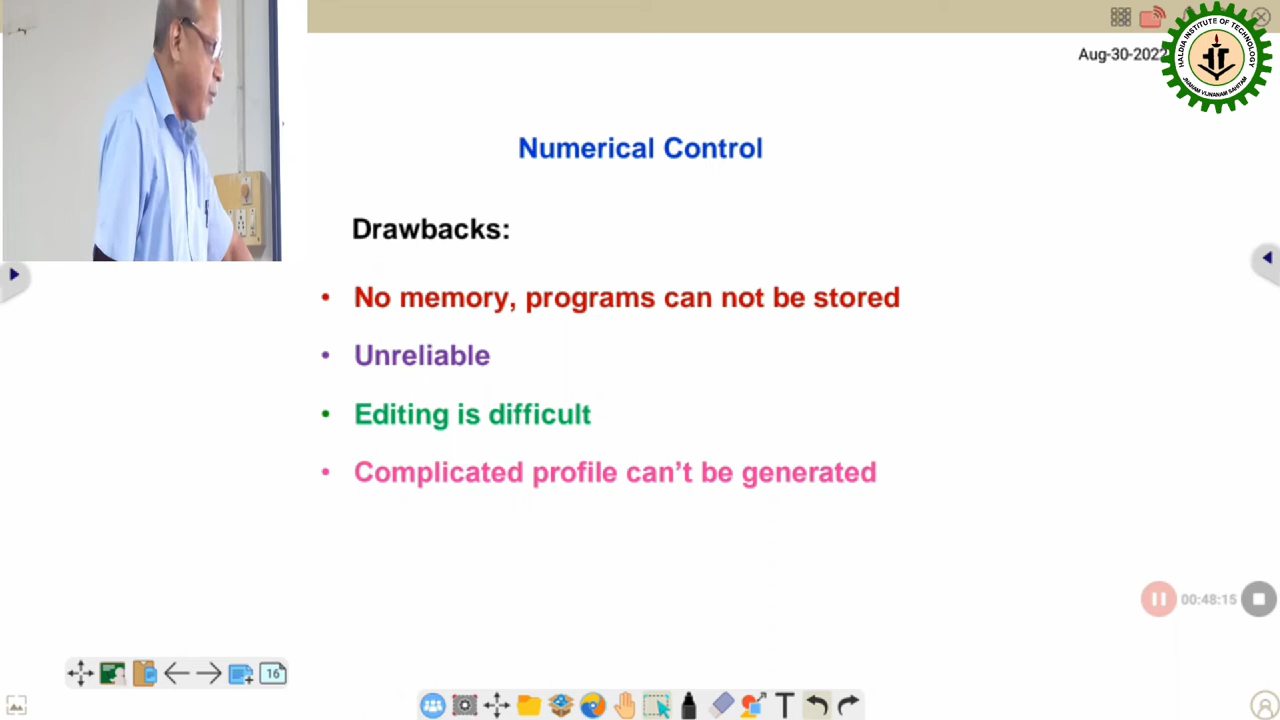 Aug-30-2022
HALDIA INSTITUTE OF TECHNOLOGY
Numerical Control
Drawbacks:
• No memory, programs can not be stored
• Unreliable
• Editing is difficult
• Complicated profile can't be generated
00:48:15
16